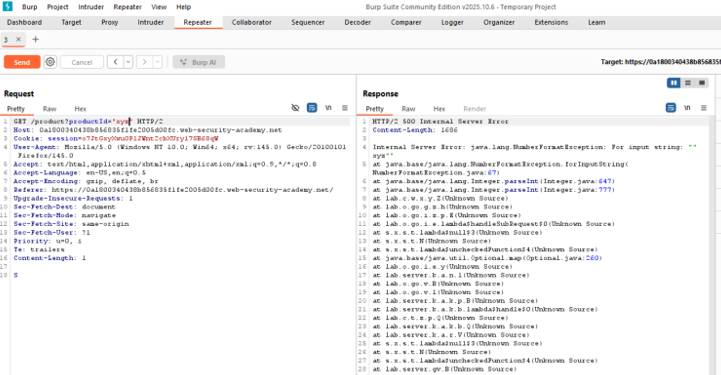 Burp Project Intruder Repeater View Help
Burp Suite Community Edition v2025.10.6 - Temporary Project
Dashboard Target Proxy Intruder Repeater Collaborator Sequencer Decoder Comparer Logger Organizer Extensions Learn
3 × +
Send Cancel < > Burp AI
Target: https://0a1800340438b856835f
Request
Pretty Raw Hex
1 GET /product?productId="sys" HTTP/2
2 Host: 0a1800340438b856835f1fe2005d00fc.web-security-academy.net
3 Cookie:
4 User-Agent: Mozilla/5.0 (Windows NT 10.0; Win64; x64; rv:145.0) Gecko/20100101
Firefox/145.0
5 Accept: text/html,application/xhtml+xml,application/xml;q=0.9,*/*;q=0.8
6 Accept-Language: en-US,en;q=0.5
7 Accept-Encoding: gzip, deflate, br
8 Referer: https://0a1800340438b856835f1fe2005d00fc.web-security-academy.net/
9 Upgrade-Insecure-Requests: 1
10 Sec-Fetch-Dest: document
11 Sec-Fetch-Mode: navigate
12 Sec-Fetch-Site: same-origin
13 Sec-Fetch-User: ?1
14 Priority: u=0, i
15 Te: trailers
16 Content-Length: 1
17
18 S
Response
Pretty Raw Hex Render
1 HTTP/2 500 Internal Server Error
2 Content-Length: 1686
3
4 Internal Server Error: java.lang.NumberFormatException: For input string: ""
sys""
5 at java.base/java.lang.NumberFormatException.forInputString(
NumberFormatException.java:67)
6 at java.base/java.lang.Integer.parseInt(Integer.java:647)
7 at java.base/java.lang.Integer.parseInt(Integer.java:777)
8 at lab.c.w.x.y.Z(Unknown Source)
9 at lab.o.go.g.s.h(Unknown Source)
10 at lab.o.go.i.z.p.E(Unknown Source)
11 at lab.o.go.i.e.lambda$handleSubRequest$0(Unknown Source)
12 at s.x.s.t.lambda$null$3(Unknown Source)
13 at s.x.s.t.N(Unknown Source)
14 at s.x.s.t.lambda$uncheckedFunction$4(Unknown Source)
15 at java.base/java.util.Optional.map(Optional.java:260)
16 at lab.o.go.i.e.y(Unknown Source)
17 at lab.server.k.a.n.l(Unknown Source)
18 at lab.o.go.v.B(Unknown Source)
19 at lab.o.go.v.l(Unknown Source)
20 at lab.server.k.a.k.p.B(Unknown Source)
21 at lab.server.k.a.k.b.lambda$handle$0(Unknown Source)
22 at lab.c.t.z.p.Q(Unknown Source)
23 at lab.server.k.a.k.b.Q(Unknown Source)
24 at lab.server.k.a.r.V(Unknown Source)
25 at s.x.s.t.lambda$null$3(Unknown Source)
26 at s.x.s.t.N(Unknown Source)
27 at s.x.s.t.lambda$uncheckedFunction$4(Unknown Source)
28 at lab.server.gv.B(Unknown Source)